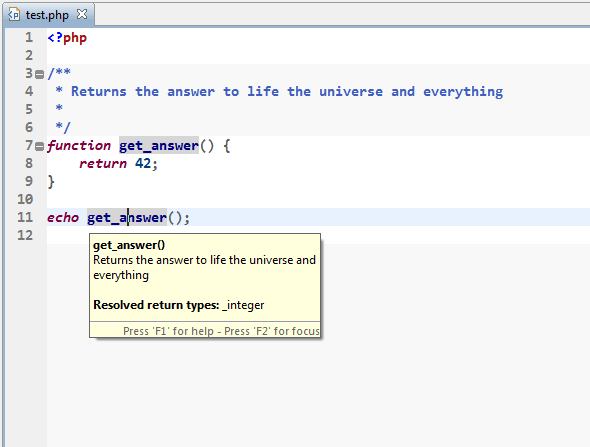 test.php
1 <?php
2
3 /**
4  * Returns the answer to life the universe and everything
5  *
6  */
7 function get_answer() {
8     return 42;
9 }
10
11 echo get_answer();
12
get_answer()
Returns the answer to life the universe and
everything
Resolved return types: _integer
Press 'F1' for help - Press 'F2' for focus